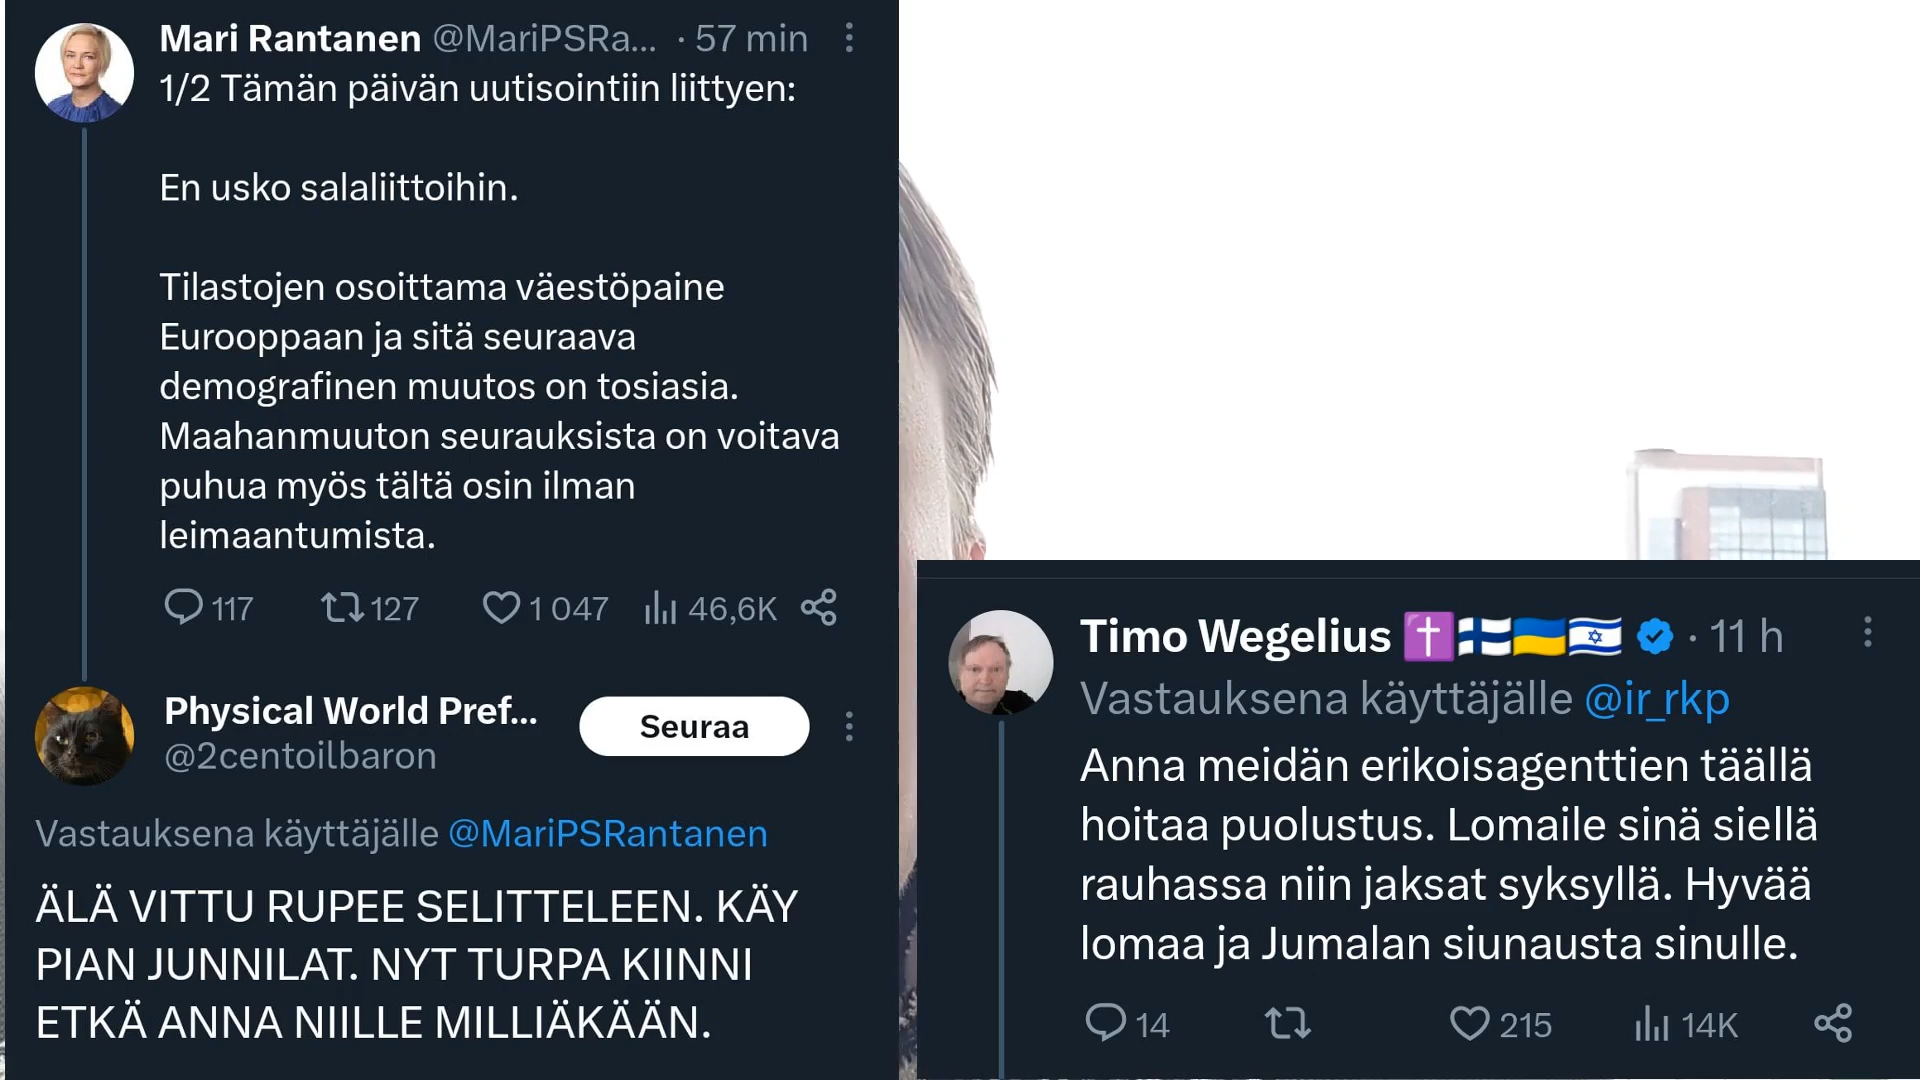 Mari Rantanen @MariPSRa... · 57 min
1/2 Tämän päivän uutisointiin liittyen:
En usko salaliittoihin.
Tilastojen osoittama väestöpaine
Eurooppaan ja sitä seuraava
demografinen muutos on tosiasia.
Maahanmuuton seurauksista on voitava
puhua myös tältä osin ilman
leimaantumista.
117 127 1 047 46,6K
Physical World Pref...
Seuraa
@2centoilbaron
Vastauksena käyttäjälle @MariPSRantanen
ÄLÄ VITTU RUPEE SELITTELEEN. KÄY
PIAN JUNNILAT. NYT TURPA KIINNI
ETKÄ ANNA NIILLE MILLIÄKÄÄN.
Timo Wegelius ✝️🇫🇮🇺🇦🇮🇱 · 11 h
Vastauksena käyttäjälle @ir_rkp
Anna meidän erikoisagenttien täällä
hoitaa puolustus. Lomaile sinä siellä
rauhassa niin jaksat syksyllä. Hyvää
lomaa ja Jumalan siunausta sinulle.
14 215 14K